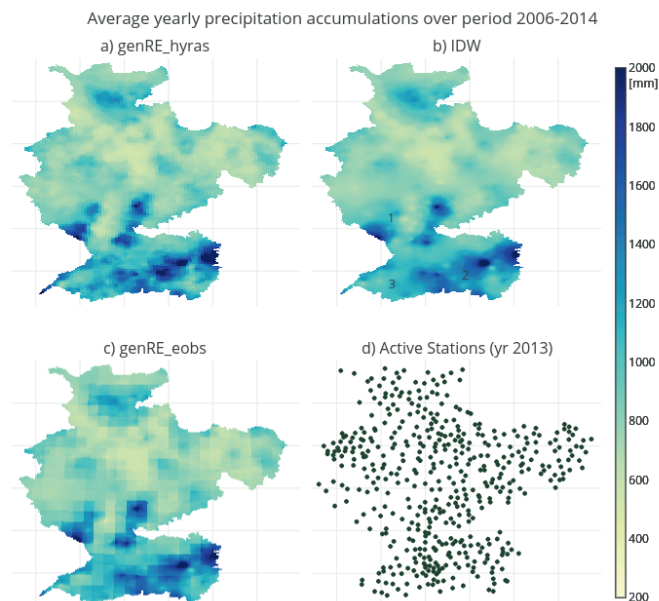 Average yearly precipitation accumulations over period 2006-2014
a) genRE_hyras
b) IDW
2000
[mm]
1800
1600
1400
1200
1000
800
600
400
200
1
2
3
c) genRE_eobs
d) Active Stations (yr 2013)